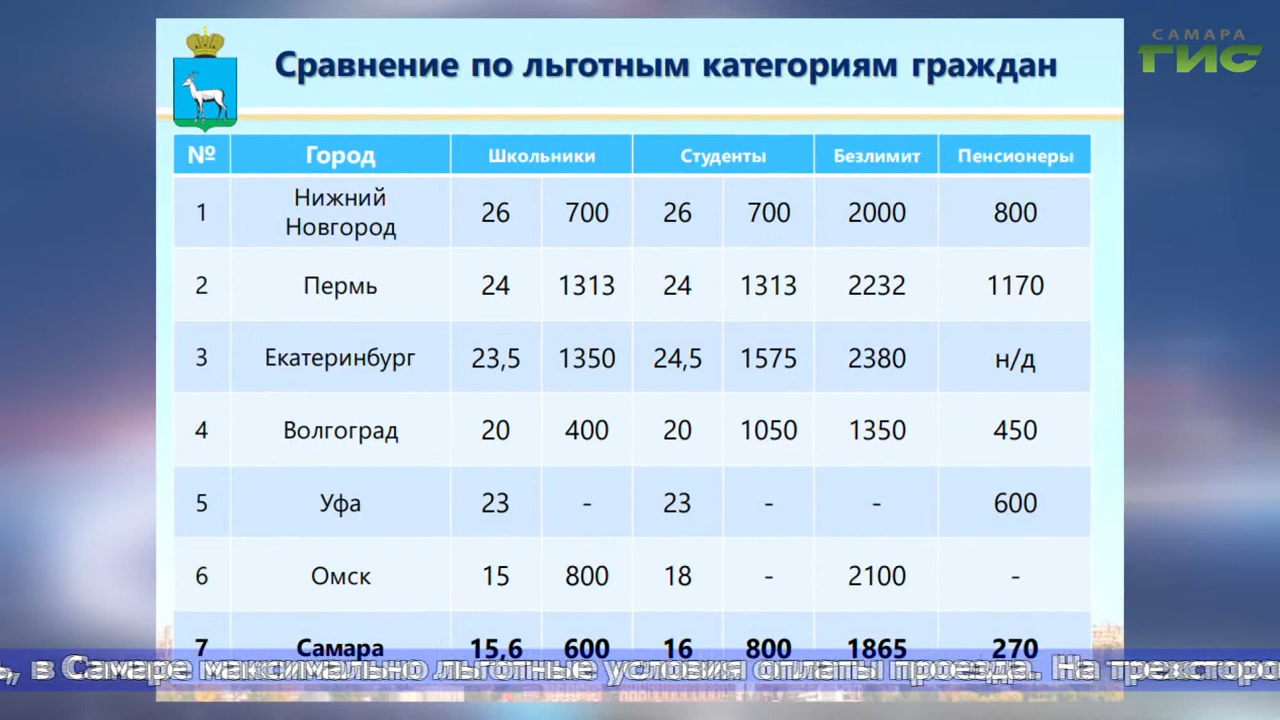 САМАРА
ГИС
Сравнение по льготным категориям граждан
№ Город Школьники Студенты Безлимит Пенсионеры
1 Нижний Новгород 26 700 26 700 2000 800
2 Пермь 24 1313 24 1313 2232 1170
3 Екатеринбург 23,5 1350 24,5 1575 2380 н/д
4 Волгоград 20 400 20 1050 1350 450
5 Уфа 23 - 23 - - 600
6 Омск 15 800 18 - 2100 -
7 Самара 15,6 600 16 800 1865 270
в Самаре максимально льготные условия оплаты проезда. На трехсторо